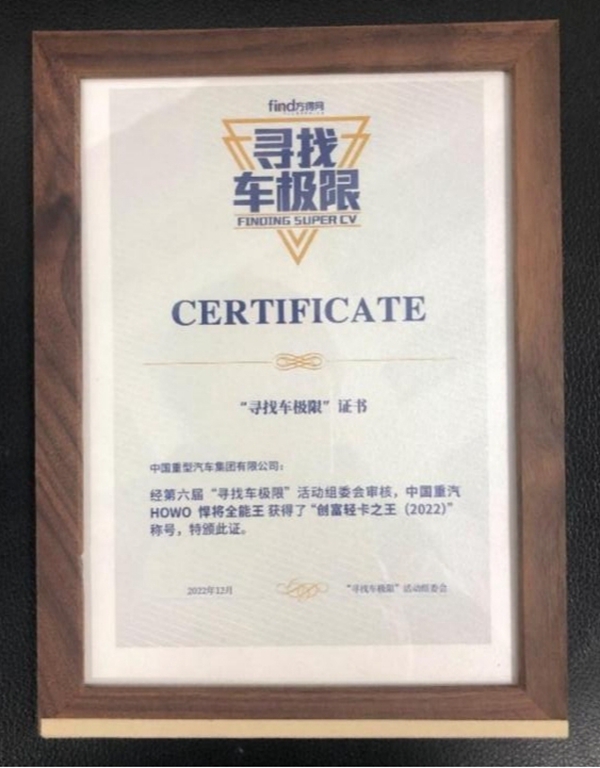 find方得网
寻找
车极限
FINDING SUPER CV
CERTIFICATE
“寻找车极限”证书
中国重型汽车集团有限公司：
经第六届“寻找车极限”活动组委会审核，中国重汽
HOWO 悍将全能王 获得了“创富轻卡之王（2022）”
称号，特颁此证。
2022年12月
“寻找车极限”活动组委会